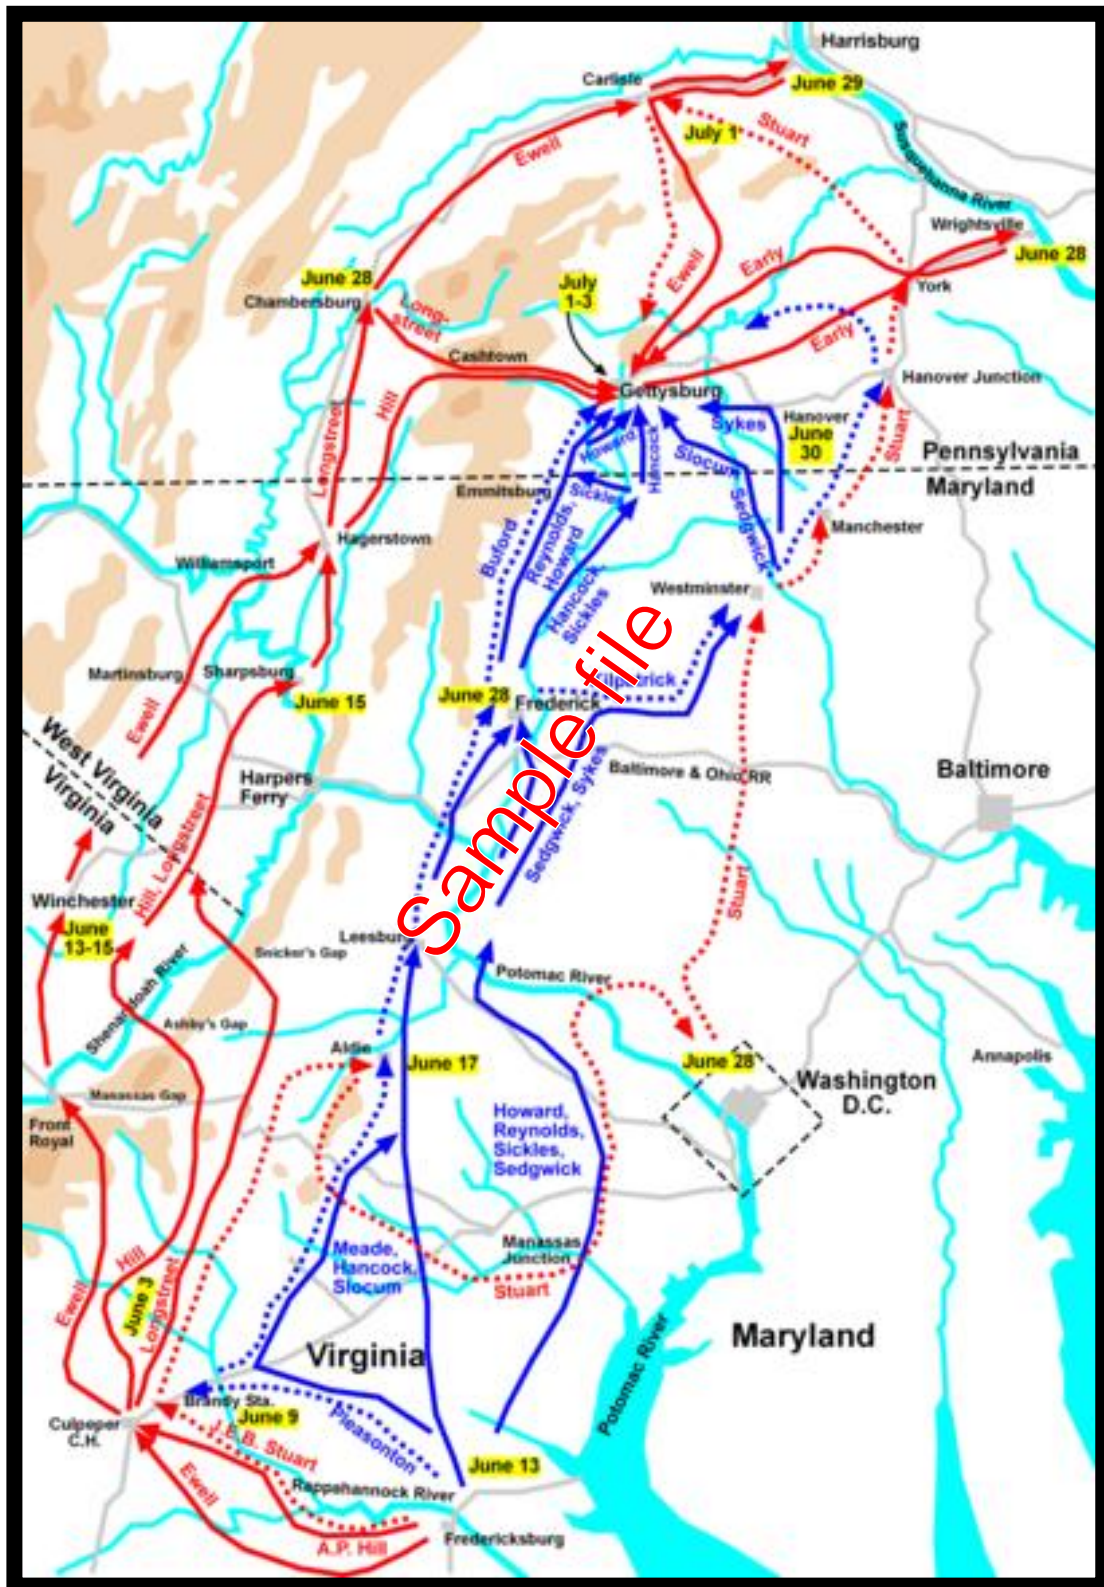 Harrisburg
Carlisle
June 29
Stuart
July 1
Ewell
Susquehanna River
Wrightsville
June 28
June 28
Chambersburg
Long-
street
July
1-3
Ewell
Early
York
Early
Cashtown
Hill
Gettysburg
Hanover Junction
Longstreet
Howard
Hancock
Sykes
Hanover
June
30
Stuart
Slocum
Sedgwick
Pennsylvania
Maryland
Emmitsburg
Sickles
Buford
Reynolds,
Howard
Hancock,
Sickles
Manchester
Hagerstown
Williamsport
Westminster
Martinsburg
Sharpsburg
June 15
Ewell
June 28
Frederick
Kilpatrick
Sample file
West Virginia
Virginia
Harpers
Ferry
Baltimore & Ohio RR
Baltimore
Hill, Longstreet
Sedgwick, Sykes
Stuart
Winchester
June
13-15
Leesburg
Snicker's Gap
Potomac River
Shenandoah River
Ashby's Gap
Aldie
June 17
June 28
Annapolis
Washington
D.C.
Manassas Gap
Front
Royal
Howard,
Reynolds,
Sickles,
Sedgwick
Manassas
Junction
Meade,
Hancock,
Slocum
Stuart
Ewell
Hill
June 3
Longstreet
Virginia
Maryland
Potomac River
Brandy Sta.
June 9
Culpeper
C.H.
J.E.B. Stuart
Pleasonton
June 13
Ewell
Rappahannock River
Fredericksburg
A.P. Hill